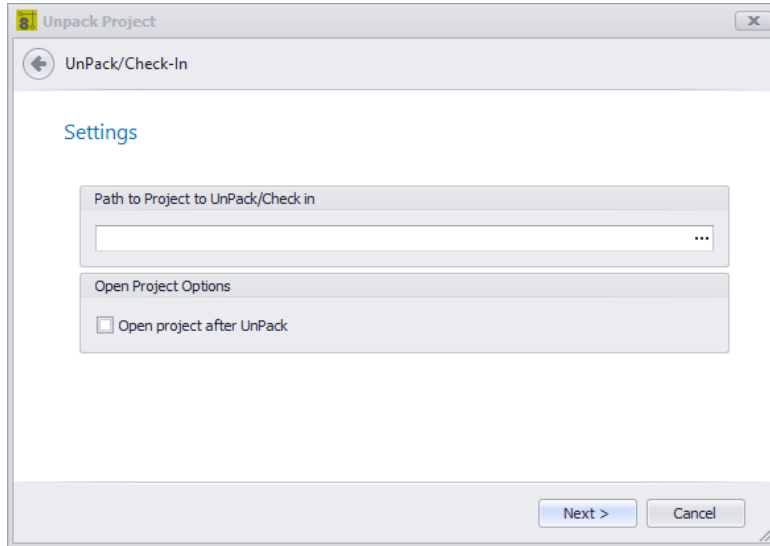 8 Unpack Project
UnPack/Check-In
Settings
Path to Project to UnPack/Check in
...
Open Project Options
Open project after UnPack
Next >
Cancel